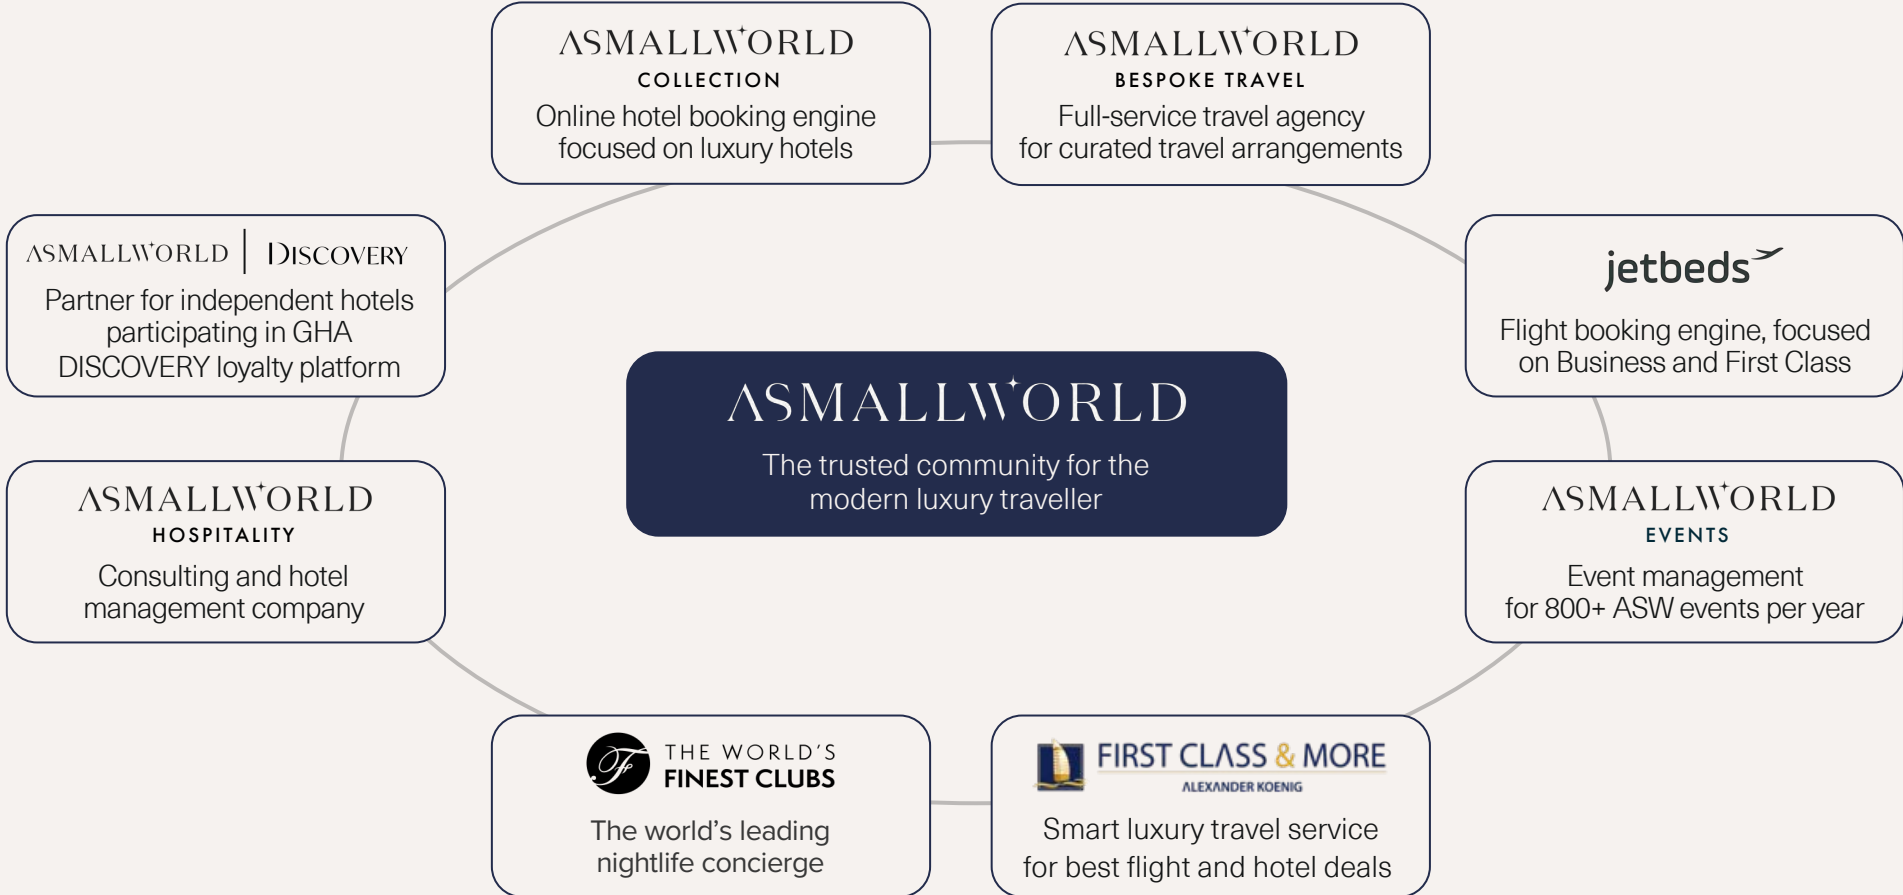 ASMALLWORLD
COLLECTION
Online hotel booking engine
focused on luxury hotels
ASMALLWORLD
BESPOKE TRAVEL
Full-service travel agency
for curated travel arrangements
ASMALLWORLD | DISCOVERY
Partner for independent hotels
participating in GHA
DISCOVERY loyalty platform
jetbeds
Flight booking engine, focused
on Business and First Class
ASMALLWORLD
The trusted community for the
modern luxury traveller
ASMALLWORLD
HOSPITALITY
Consulting and hotel
management company
ASMALLWORLD
EVENTS
Event management
for 800+ ASW events per year
F
THE WORLD'S
FINEST CLUBS
The world's leading
nightlife concierge
FIRST CLASS & MORE
ALEXANDER KOENIG
Smart luxury travel service
for best flight and hotel deals